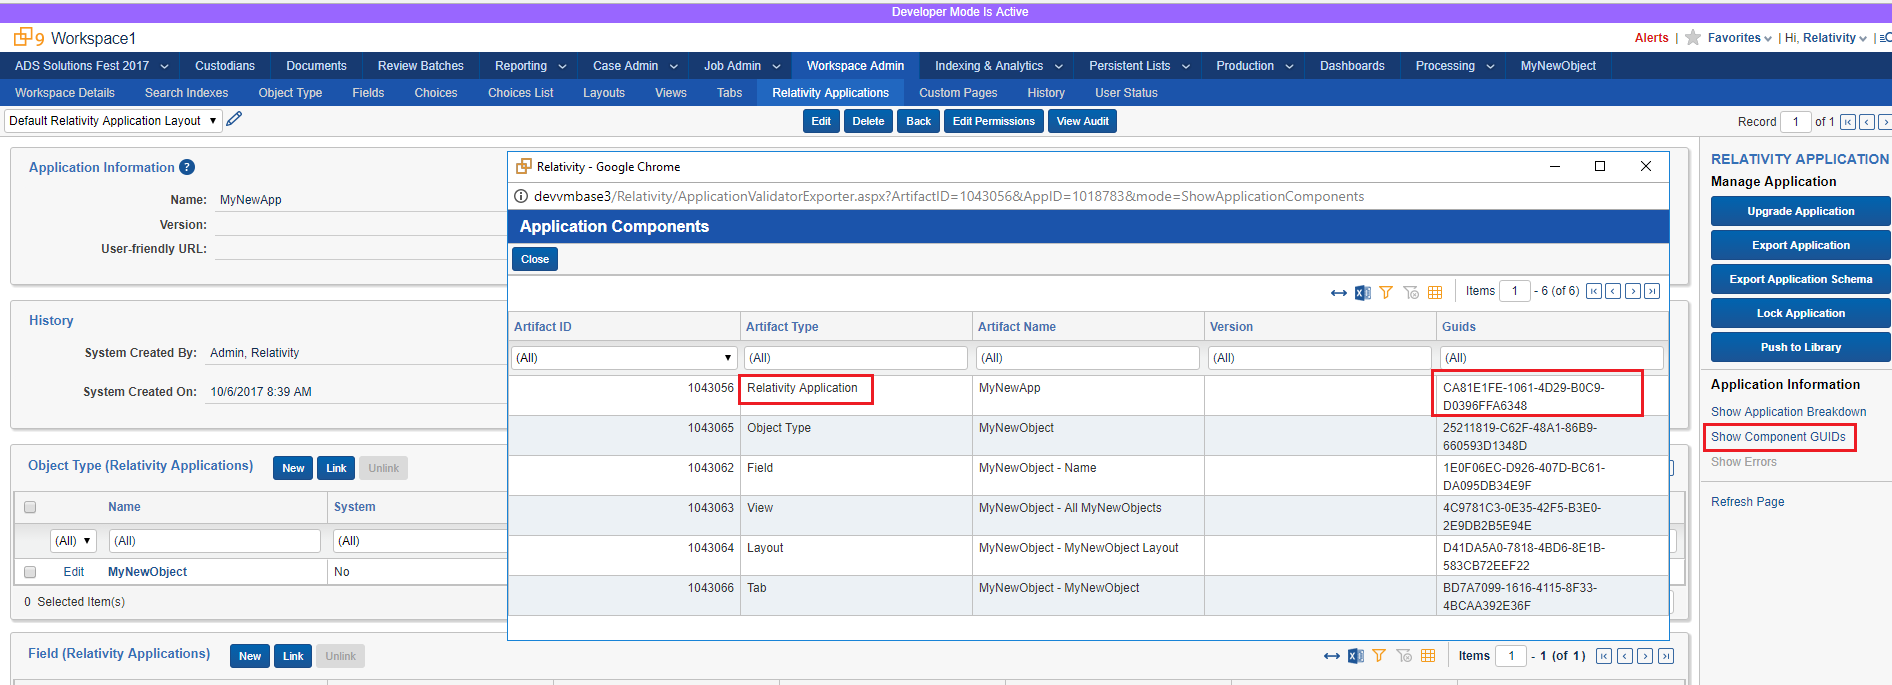 Developer Mode Is Active
9 Workspace1
Alerts | Favorites | Hi, Relativity |
ADS Solutions Fest 2017 Custodians Documents Review Batches Reporting Case Admin Job Admin Workspace Admin Indexing & Analytics Persistent Lists Production Dashboards Processing MyNewObject
Workspace Details Search Indexes Object Type Fields Choices Choices List Layouts Views Tabs Relativity Applications Custom Pages History User Status
Default Relativity Application Layout Edit Delete Back Edit Permissions View Audit Record 1 of 1
Application Information ?
Name: MyNewApp
Version:
User-friendly URL:
History
System Created By: Admin, Relativity
System Created On: 10/6/2017 8:39 AM
Object Type (Relativity Applications) New Link Unlink
Name System
(All) (All) (All)
Edit MyNewObject No
0 Selected Item(s)
Field (Relativity Applications) New Link Unlink
Items 1 - 1 (of 1)
Relativity - Google Chrome
devvmbase3/Relativity/ApplicationValidatorExporter.aspx?ArtifactID=1043056&AppID=1018783&mode=ShowApplicationComponents
Application Components
Close
Items 1 - 6 (of 6)
Artifact ID Artifact Type Artifact Name Version Guids
(All) (All) (All) (All) (All)
1043056 Relativity Application MyNewApp CA81E1FE-1061-4D29-B0C9-
D0396FFA6348
1043065 Object Type MyNewObject 25211819-C62F-48A1-86B9-
660593D1348D
1043062 Field MyNewObject - Name 1E0F06EC-D926-407D-BC61-
DA095DB34E9F
1043063 View MyNewObject - All MyNewObjects 4C9781C3-0E35-42F5-B3E0-
2E9DB2B5E94E
1043064 Layout MyNewObject - MyNewObject Layout D41DA5A0-7818-4BD6-8E1B-
583CB72EEF22
1043066 Tab MyNewObject - MyNewObject BD7A7099-1616-4115-8F33-
4BCAA392E36F
RELATIVITY APPLICATION
Manage Application
Upgrade Application
Export Application
Export Application Schema
Lock Application
Push to Library
Application Information
Show Application Breakdown
Show Component GUIDs
Show Errors
Refresh Page